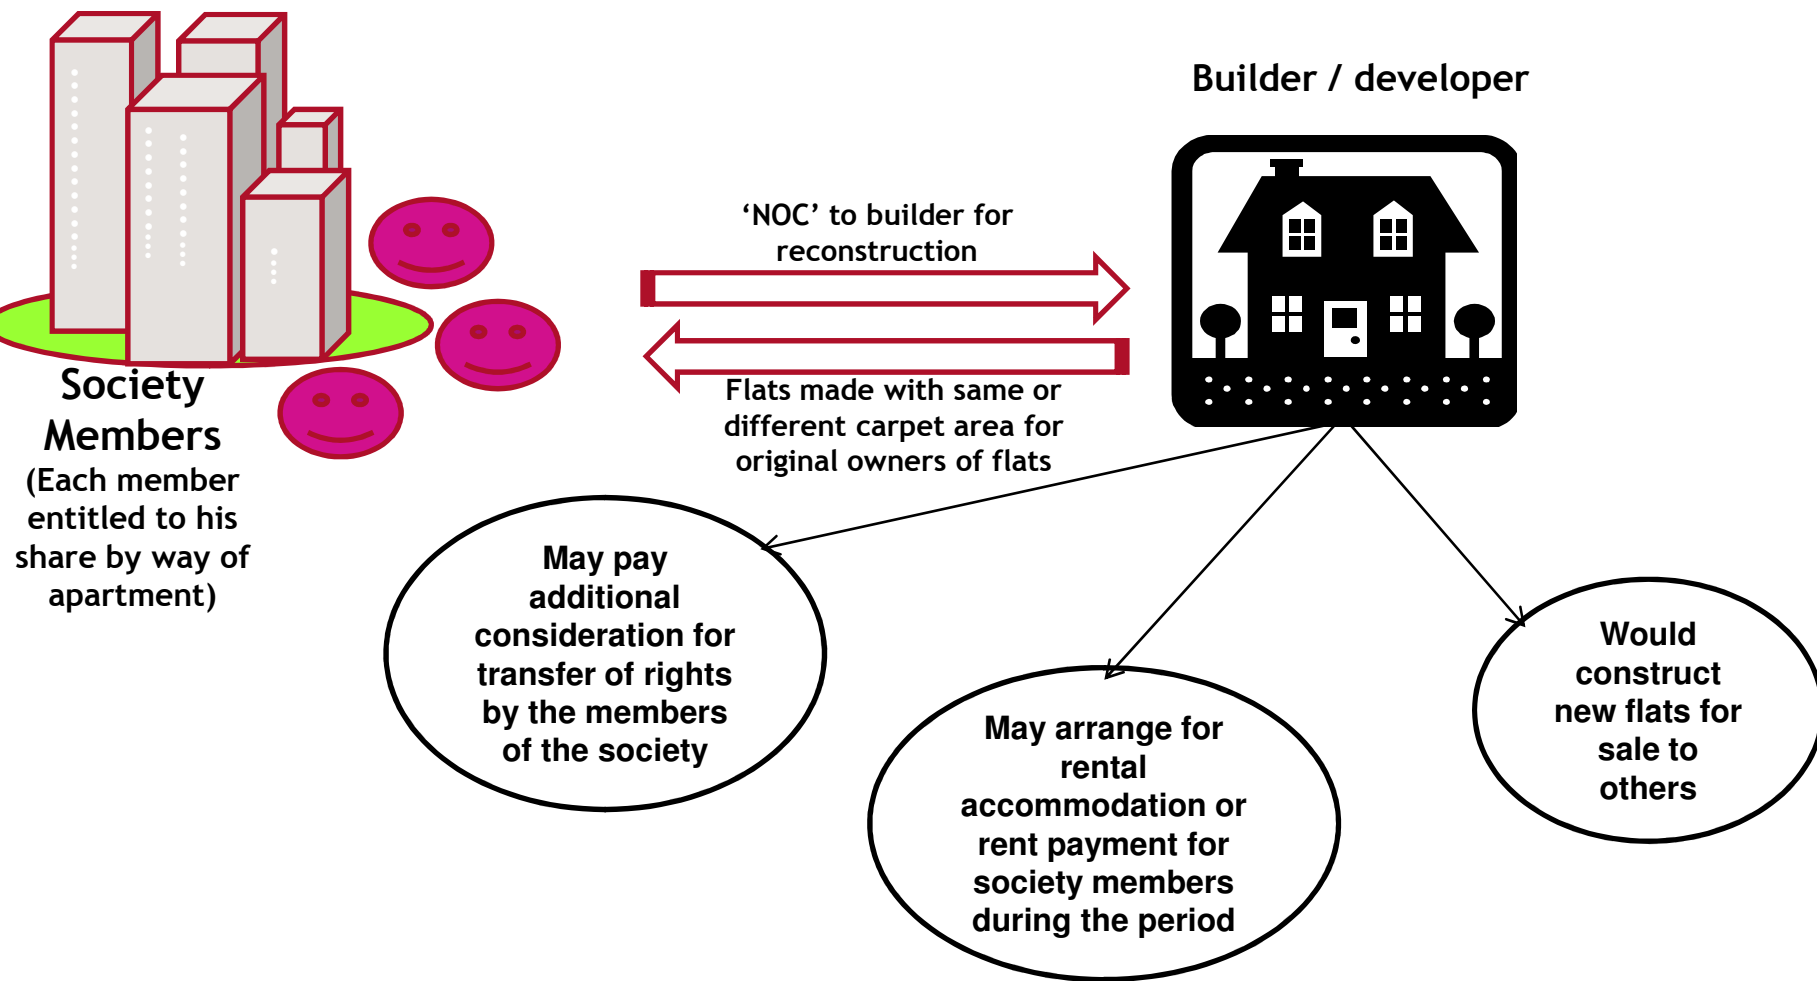 Builder / developer
‘NOC’ to builder for
reconstruction
Flats made with same or
different carpet area for
original owners of flats
Society
Members
(Each member
entitled to his
share by way of
apartment)
May pay
additional
consideration for
transfer of rights
by the members
of the society
May arrange for
rental
accommodation or
rent payment for
society members
during the period
Would
construct
new flats for
sale to
others